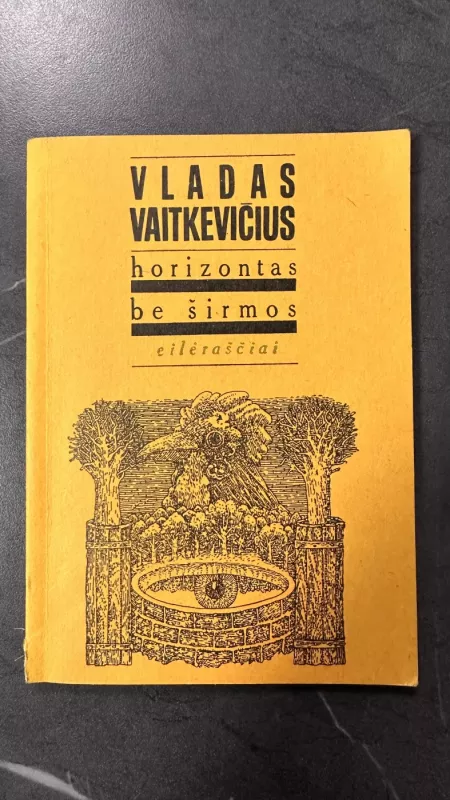 VLADAS
VAITKEVIČIUS
horizontas
be širmos
eilėraščiai